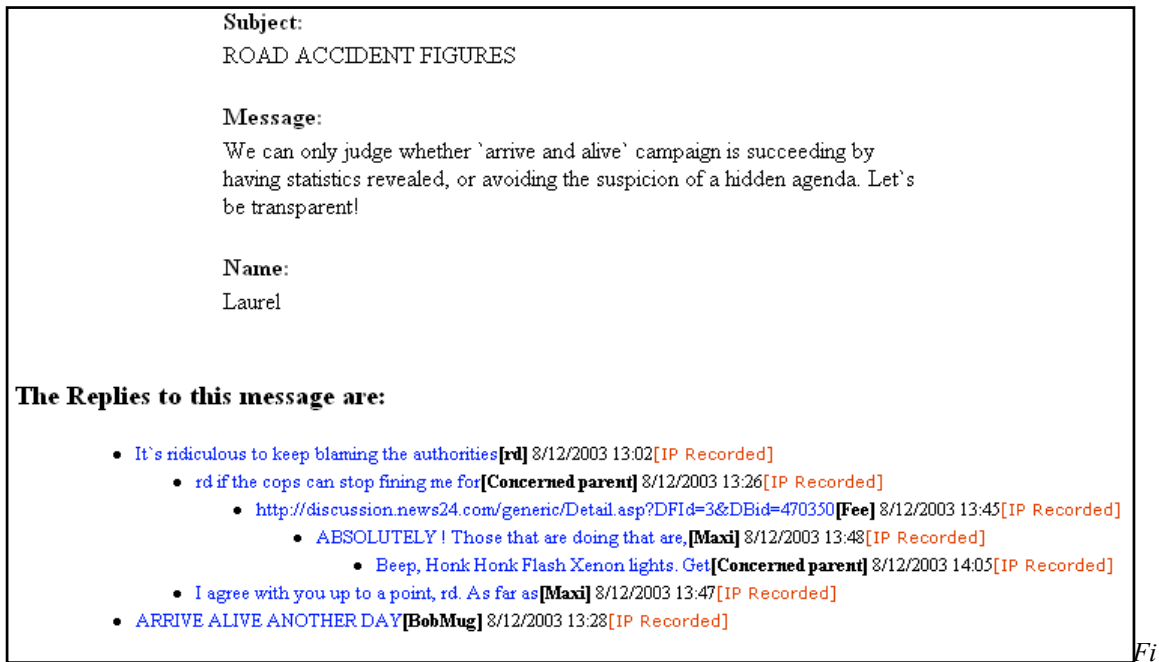 Subject:
ROAD ACCIDENT FIGURES
Message:
We can only judge whether `arrive and alive` campaign is succeeding by
having statistics revealed, or avoiding the suspicion of a hidden agenda. Let`s
be transparent!
Name:
Laurel
The Replies to this message are:
• It`s ridiculous to keep blaming the authorities[rd] 8/12/2003 13:02[IP Recorded]
• rd if the cops can stop fining me for[Concerned parent] 8/12/2003 13:26[IP Recorded]
• http://discussion.news24.com/generic/Detail.asp?DFId=3&DBid=470350[Fee] 8/12/2003 13:45[IP Recorded]
• ABSOLUTELY ! Those that are doing that are,[Maxi] 8/12/2003 13:48[IP Recorded]
• Beep, Honk Honk Flash Xenon lights. Get[Concerned parent] 8/12/2003 14:05[IP Recorded]
• I agree with you up to a point, rd. As far as[Maxi] 8/12/2003 13:47[IP Recorded]
• ARRIVE ALIVE ANOTHER DAY[BobMug] 8/12/2003 13:28[IP Recorded]
Fi